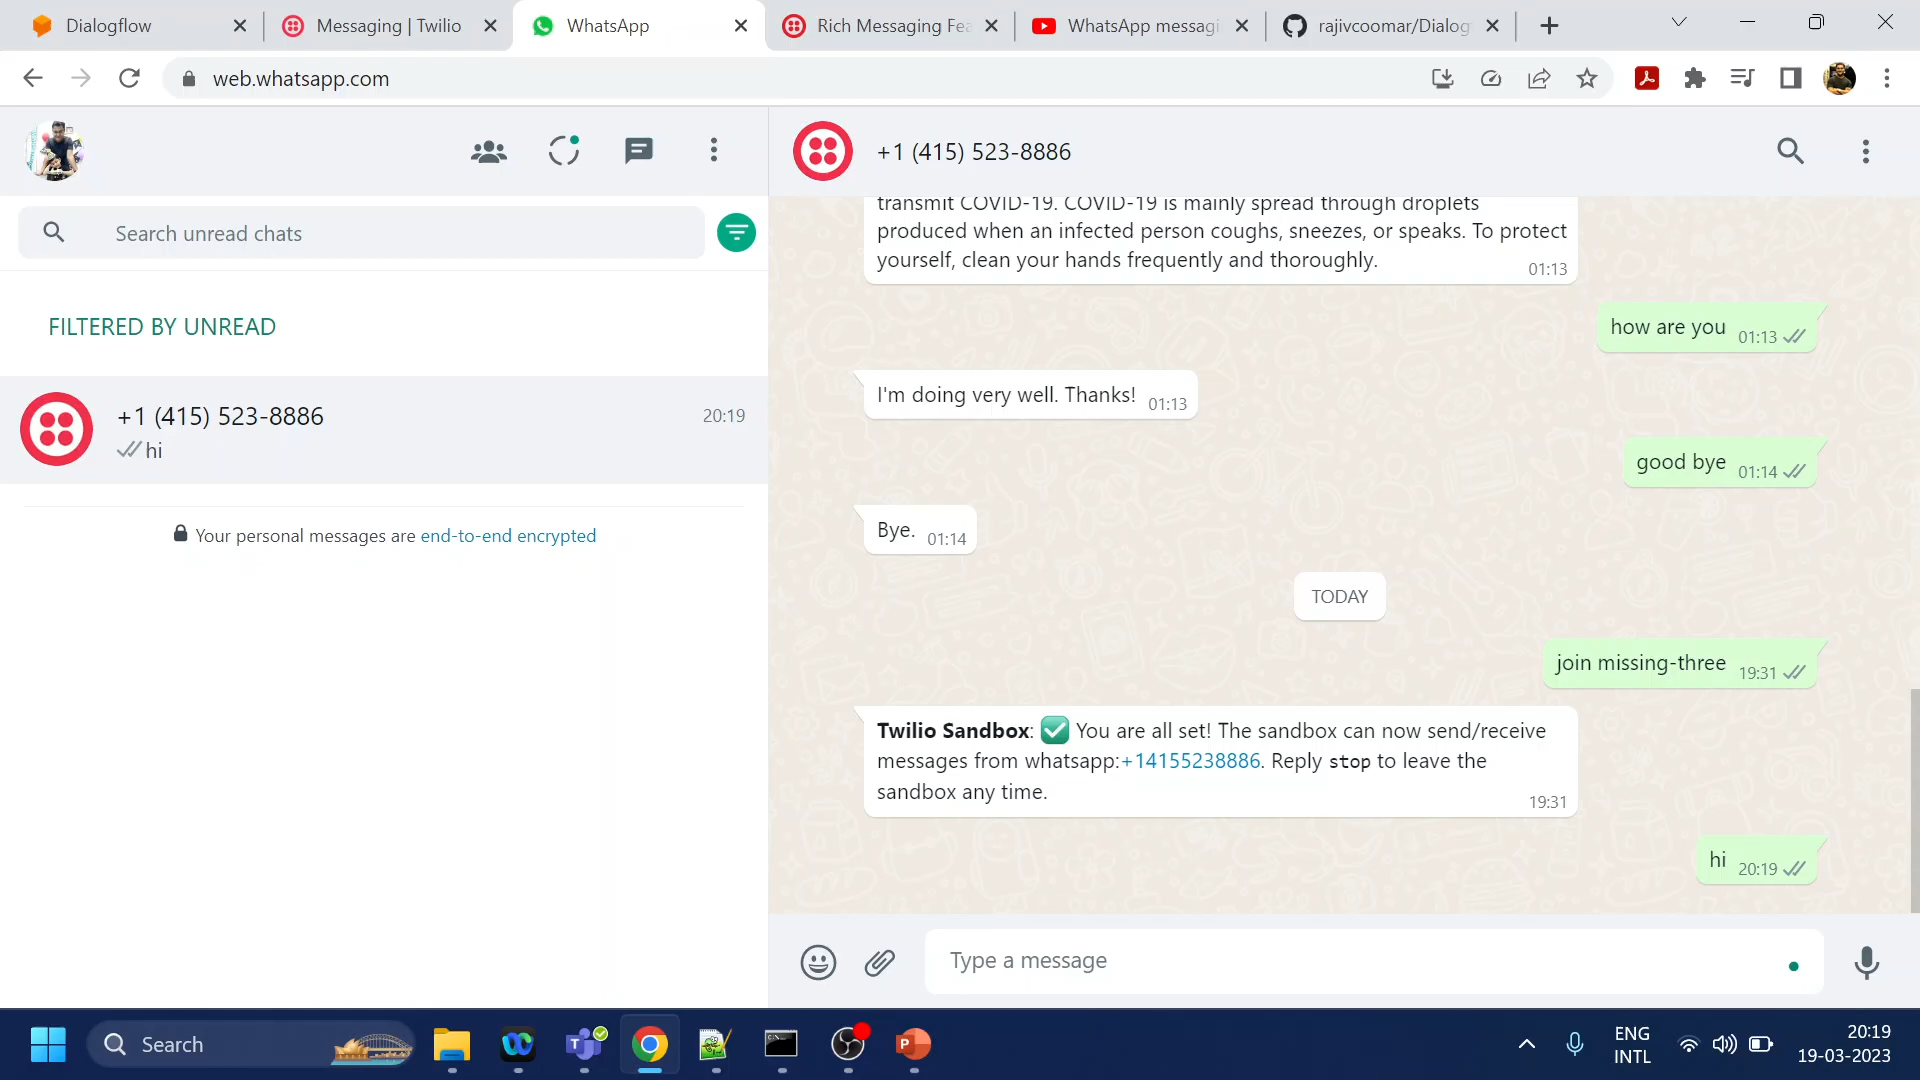 Dialogflow
Messaging | Twilio
WhatsApp
Rich Messaging Fea
WhatsApp messagi
rajivcoomar/Dialog
web.whatsapp.com
+1 (415) 523-8886
Search unread chats
FILTERED BY UNREAD
+1 (415) 523-8886
20:19
hi
Your personal messages are end-to-end encrypted
transmit COVID-19. COVID-19 is mainly spread through droplets
produced when an infected person coughs, sneezes, or speaks. To protect
yourself, clean your hands frequently and thoroughly.
01:13
how are you 01:13
I'm doing very well. Thanks! 01:13
good bye 01:14
Bye. 01:14
TODAY
join missing-three 19:31
Twilio Sandbox: ✅ You are all set! The sandbox can now send/receive
messages from whatsapp:+14155238886. Reply stop to leave the
sandbox any time.
19:31
hi 20:19
Type a message
Search
ENG
INTL
20:19
19-03-2023